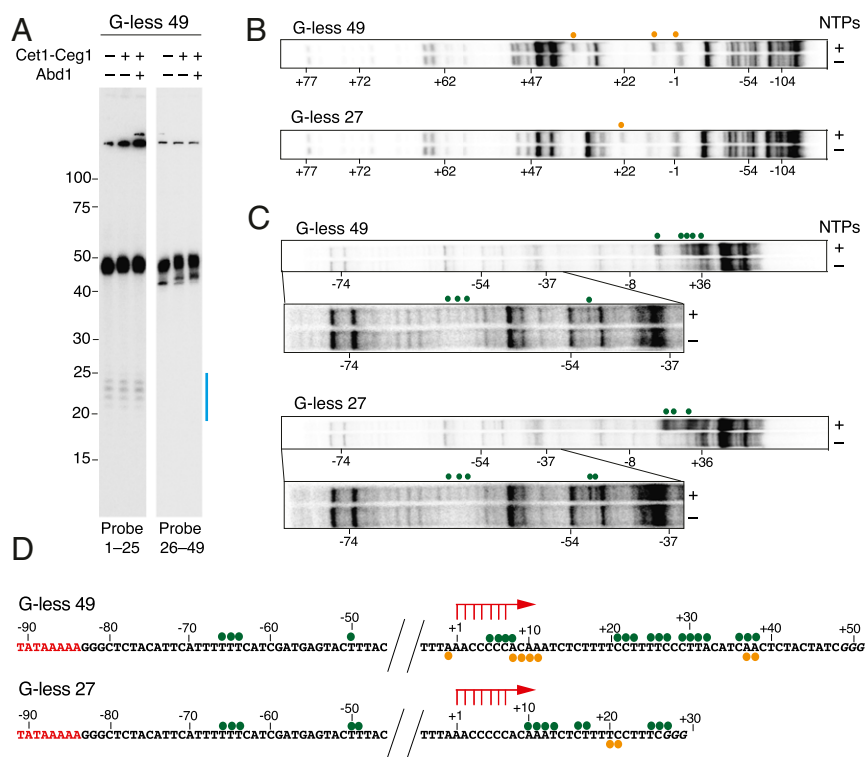 A
G-less 49
Cet1-Ceg1 – + + – + +
Abd1 – – + – – +
100
75
50
40
30
25
20
15
Probe 1–25
Probe 26–49
B
G-less 49
NTPs
+
–
+77 +72 +62 +47 +22 -1 -54 -104
G-less 27
+
–
+77 +72 +62 +47 +22 -1 -54 -104
C
G-less 49
NTPs
+
–
-74 -54 -37 -8 +36
+
–
-74 -54 -37
G-less 27
+
–
-74 -54 -37 -8 +36
+
–
-74 -54 -37
D
G-less 49
-90 -80 -70 -60 -50 +1 +10 +20 +30 +40 +50
TATAAAAAGGGCTCTACATTCATTTTTTCATCGATGAGTACTTTAC // TTTAAACCCCCACAAATCTCTTTTCCTTTTCCCTTACATCAACTCTACTATCGGG
G-less 27
-90 -80 -70 -60 -50 +1 +10 +20 +30
TATAAAAAGGGCTCTACATTCATTTTTTCATCGATGAGTACTTTAC // TTTAAACCCCCACAAATCTCTTTTCCTTTCGGG